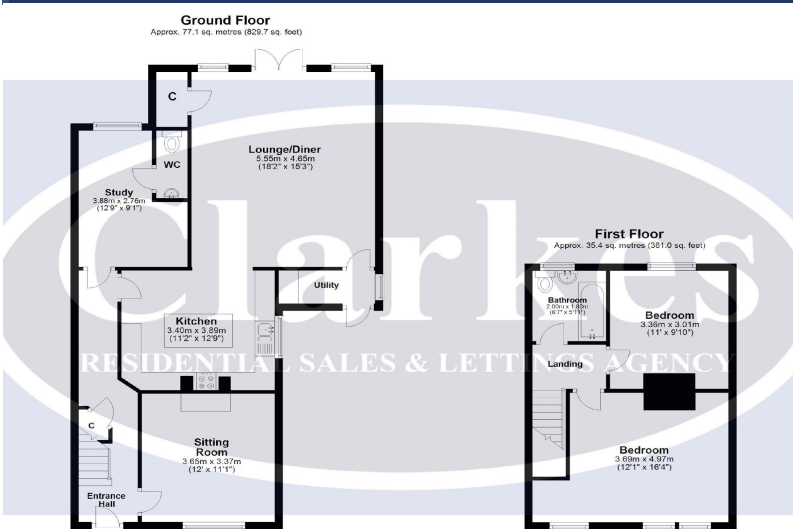 Ground Floor
Approx. 77.1 sq. metres (829.7 sq. feet)
C
Lounge/Diner
5.55m x 4.65m
(18'2" x 15'3")
WC
Study
3.88m x 2.76m
(12'9" x 9'1")
Utility
Kitchen
3.40m x 3.89m
(11'2" x 12'9")
C
Sitting
Room
3.65m x 3.37m
(12' x 11'1")
Entrance
Hall
First Floor
Approx. 35.4 sq. metres (381.0 sq. feet)
Bathroom
2.00m x 1.80m
(6'7" x 5'11")
Bedroom
3.36m x 3.01m
(11' x 9'10")
Landing
Bedroom
3.69m x 4.97m
(12'1" x 16'4")
Clarkes
RESIDENTIAL SALES & LETTINGS AGENCY